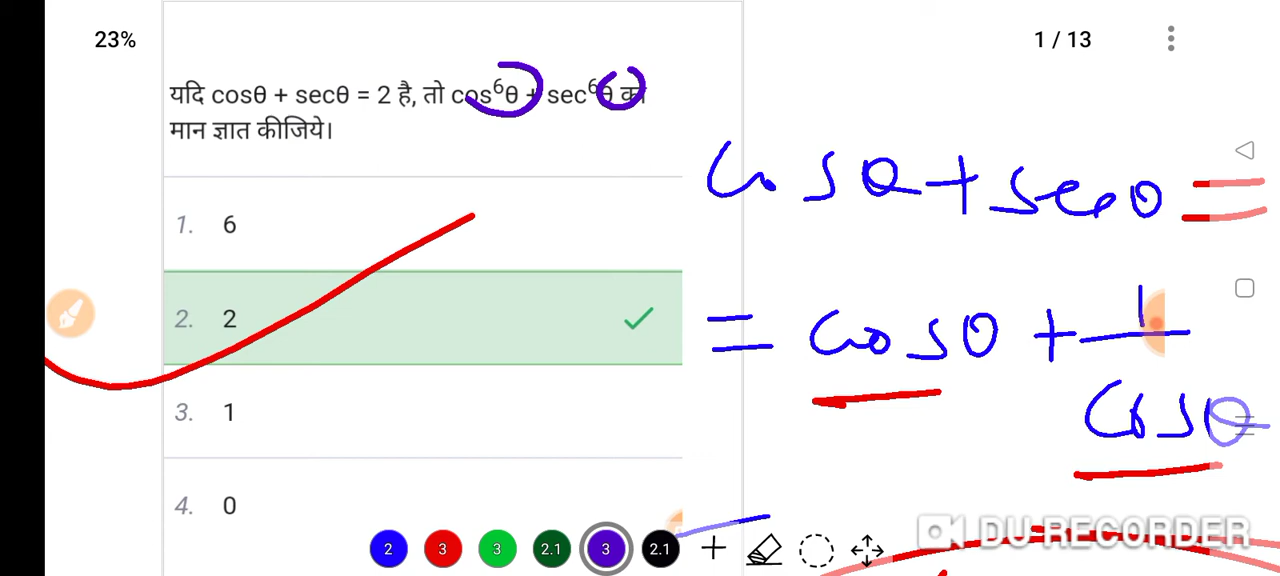 23%
1 / 13
यदि cosθ + secθ = 2 है, तो cos⁶θ + sec⁶θ का
मान ज्ञात कीजिये।
1. 6
2. 2
3. 1
4. 0
cosθ + secθ =
= cosθ + 1
cosθ
2 3 3 2.1 3 2.1
DU RECORDER